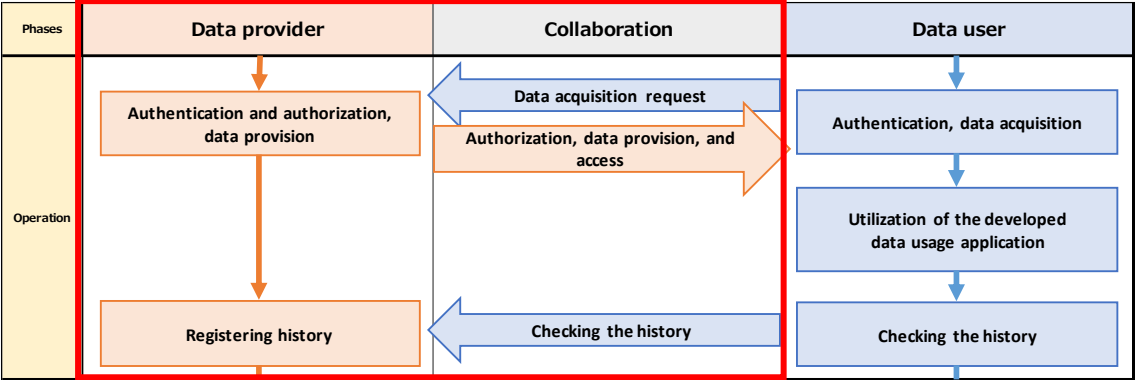 Phases
Data provider
Collaboration
Data user
Operation
Authentication and authorization,
data provision
Data acquisition request
Authorization, data provision, and
access
Authentication, data acquisition
Utilization of the developed
data usage application
Registering history
Checking the history
Checking the history